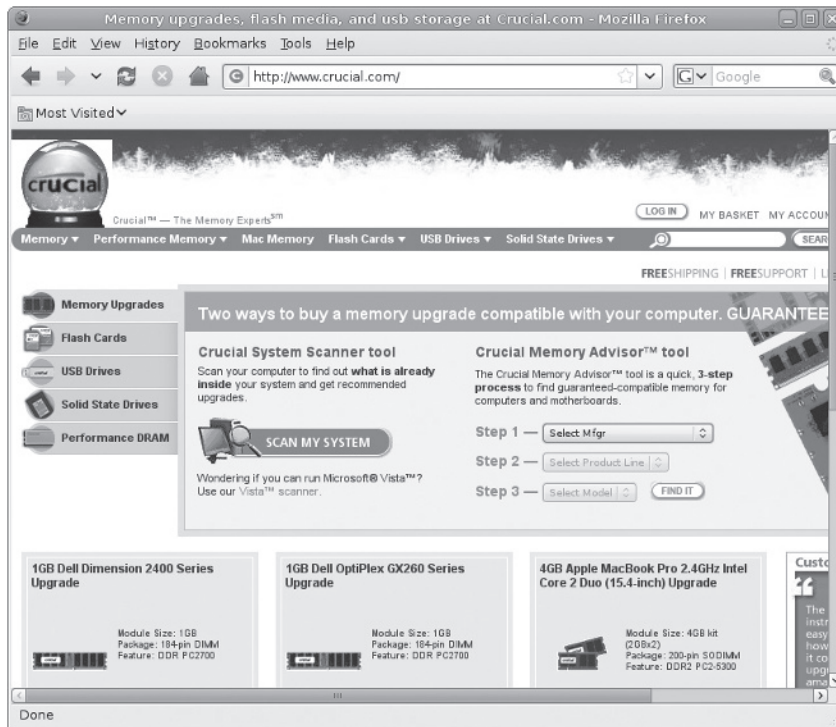 Memory upgrades, flash media, and usb storage at Crucial.com - Mozilla Firefox
File Edit View History Bookmarks Tools Help
http://www.crucial.com/
G Google
Most Visited
crucial
Crucial™ — The Memory Experts℠
LOG IN MY BASKET MY ACCOUN
Memory Performance Memory Mac Memory Flash Cards USB Drives Solid State Drives SEAR
FREESHIPPING | FREESUPPORT |
Memory Upgrades
Flash Cards
USB Drives
Solid State Drives
Performance DRAM
Two ways to buy a memory upgrade compatible with your computer. GUARANTEE
Crucial System Scanner tool
Scan your computer to find out what is already
inside your system and get recommended
upgrades.
SCAN MY SYSTEM
Wondering if you can run Microsoft® Vista™?
Use our Vista™ scanner.
Crucial Memory Advisor™ tool
The Crucial Memory Advisor™ tool is a quick, 3-step
process to find guaranteed-compatible memory for
computers and motherboards.
Step 1 — Select Mfgr
Step 2 — Select Product Line
Step 3 — Select Model FIND IT
1GB Dell Dimension 2400 Series
Upgrade
Module Size: 1GB
Package: 184-pin DIMM
Feature: DDR PC2700
1GB Dell OptiPlex GX260 Series
Upgrade
Module Size: 1GB
Package: 184-pin DIMM
Feature: DDR PC2700
4GB Apple MacBook Pro 2.4GHz Intel
Core 2 Duo (15.4-inch) Upgrade
Module Size: 4GB kit
(2GBx2)
Package: 200-pin SODIMM
Feature: DDR2 PC2-5300
Custo
The
instr
easy
how
it co
upgr
ama
Done